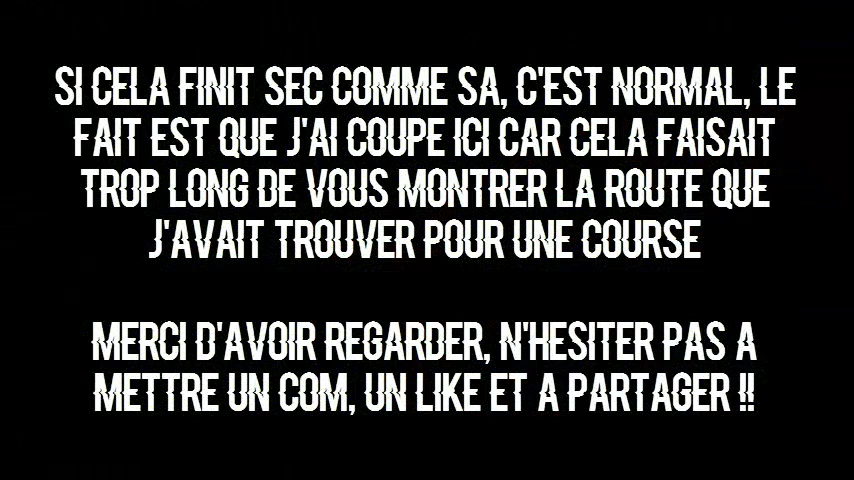 SI CELA FINIT SEC COMME SA, C'EST NORMAL, LE
FAIT EST QUE J'AI COUPE ICI CAR CELA FAISAIT
TROP LONG DE VOUS MONTRER LA ROUTE QUE
J'AVAIT TROUVER POUR UNE COURSE
MERCI D'AVOIR REGARDER, N'HESITER PAS A
METTRE UN COM, UN LIKE ET A PARTAGER !!